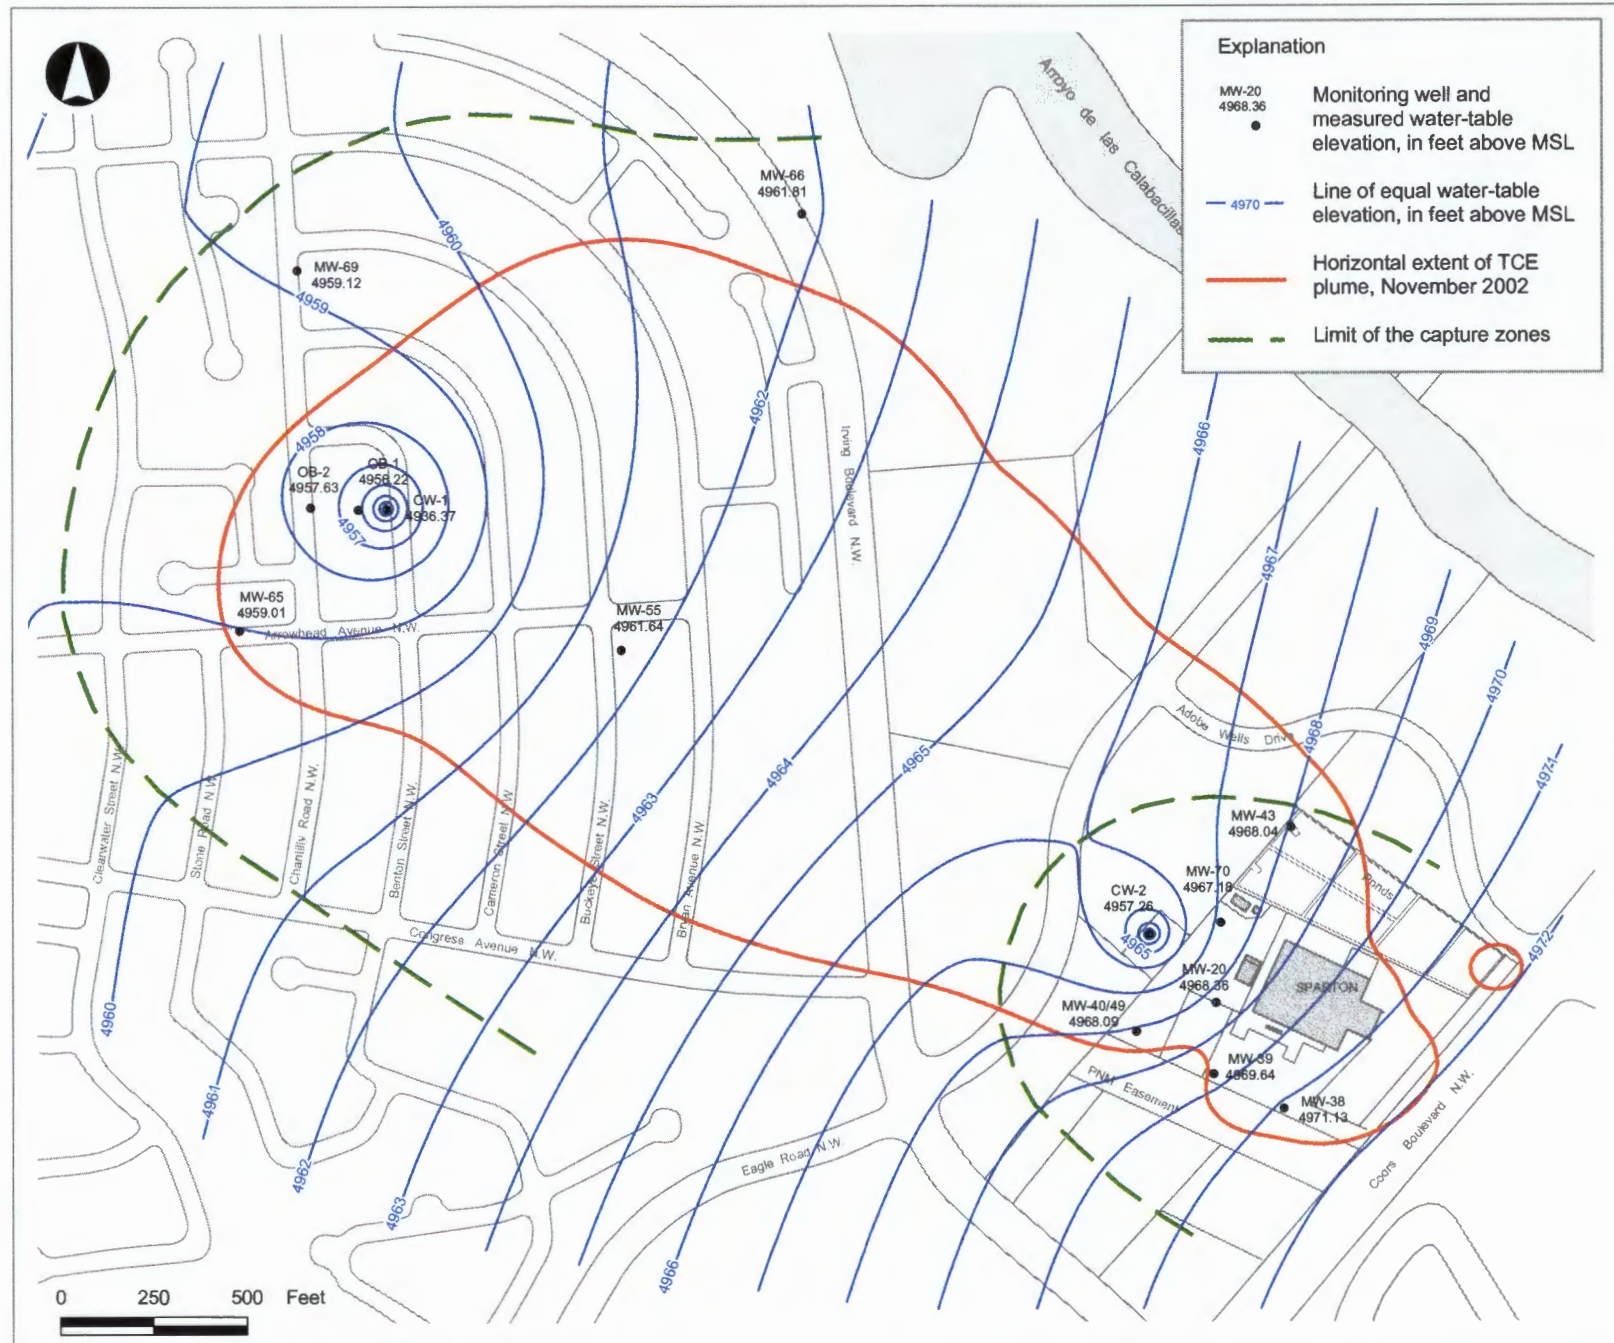 Explanation
MW-20
4968.36
Monitoring well and
measured water-table
elevation, in feet above MSL
4970
Line of equal water-table
elevation, in feet above MSL
Horizontal extent of TCE
plume, November 2002
Limit of the capture zones
Arroyo de las Calabacillas
MW-66
4961.81
4960
MW-69
4959.12
4959
4958
OB-2
4957.63
OB-1
4956.22
CW-1
4936.37
4957
4962
Irving Boulevard N.W.
4966
4967
4969
4970
4968
4971
4972
MW-65
4959.01
Arrowhead Avenue N.W.
MW-55
4961.64
Adobe Wells Drive
4963
4964
4965
Clearwater Street N.W.
Stone Road N.W.
Chantilly Road N.W.
Benton Street N.W.
Cameron Street N.W.
Buckeye Street N.W.
Bryan Avenue N.W.
Congress Avenue N.W.
MW-43
4968.04
Ponds
MW-70
4967.18
CW-2
4957.26
4965
MW-20
4968.36
SPARTON
MW-40/49
4968.09
MW-39
4969.64
PNM Easement
MW-38
4971.13
Coors Boulevard N.W.
Eagle Road N.W.
4960
4961
4962
4963
4966
0 250 500 Feet